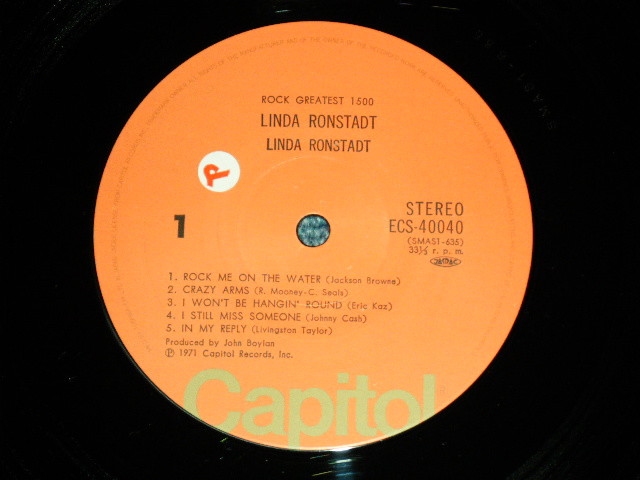 ROCK GREATEST 1500
LINDA RONSTADT
LINDA RONSTADT
1
STEREO
ECS-40040
(SMAS1-635)
33⅓ r. p. m.
1. ROCK ME ON THE WATER (Jackson Browne)
2. CRAZY ARMS (R. Mooney-C. Seals)
3. I WON'T BE HANGIN' ROUND (Eric Kaz)
4. I STILL MISS SOMEONE (Johnny Cash)
5. IN MY REPLY (Livingston Taylor)
Produced by John Boylan
Ⓟ 1971 Capitol Records, Inc.
Capitol